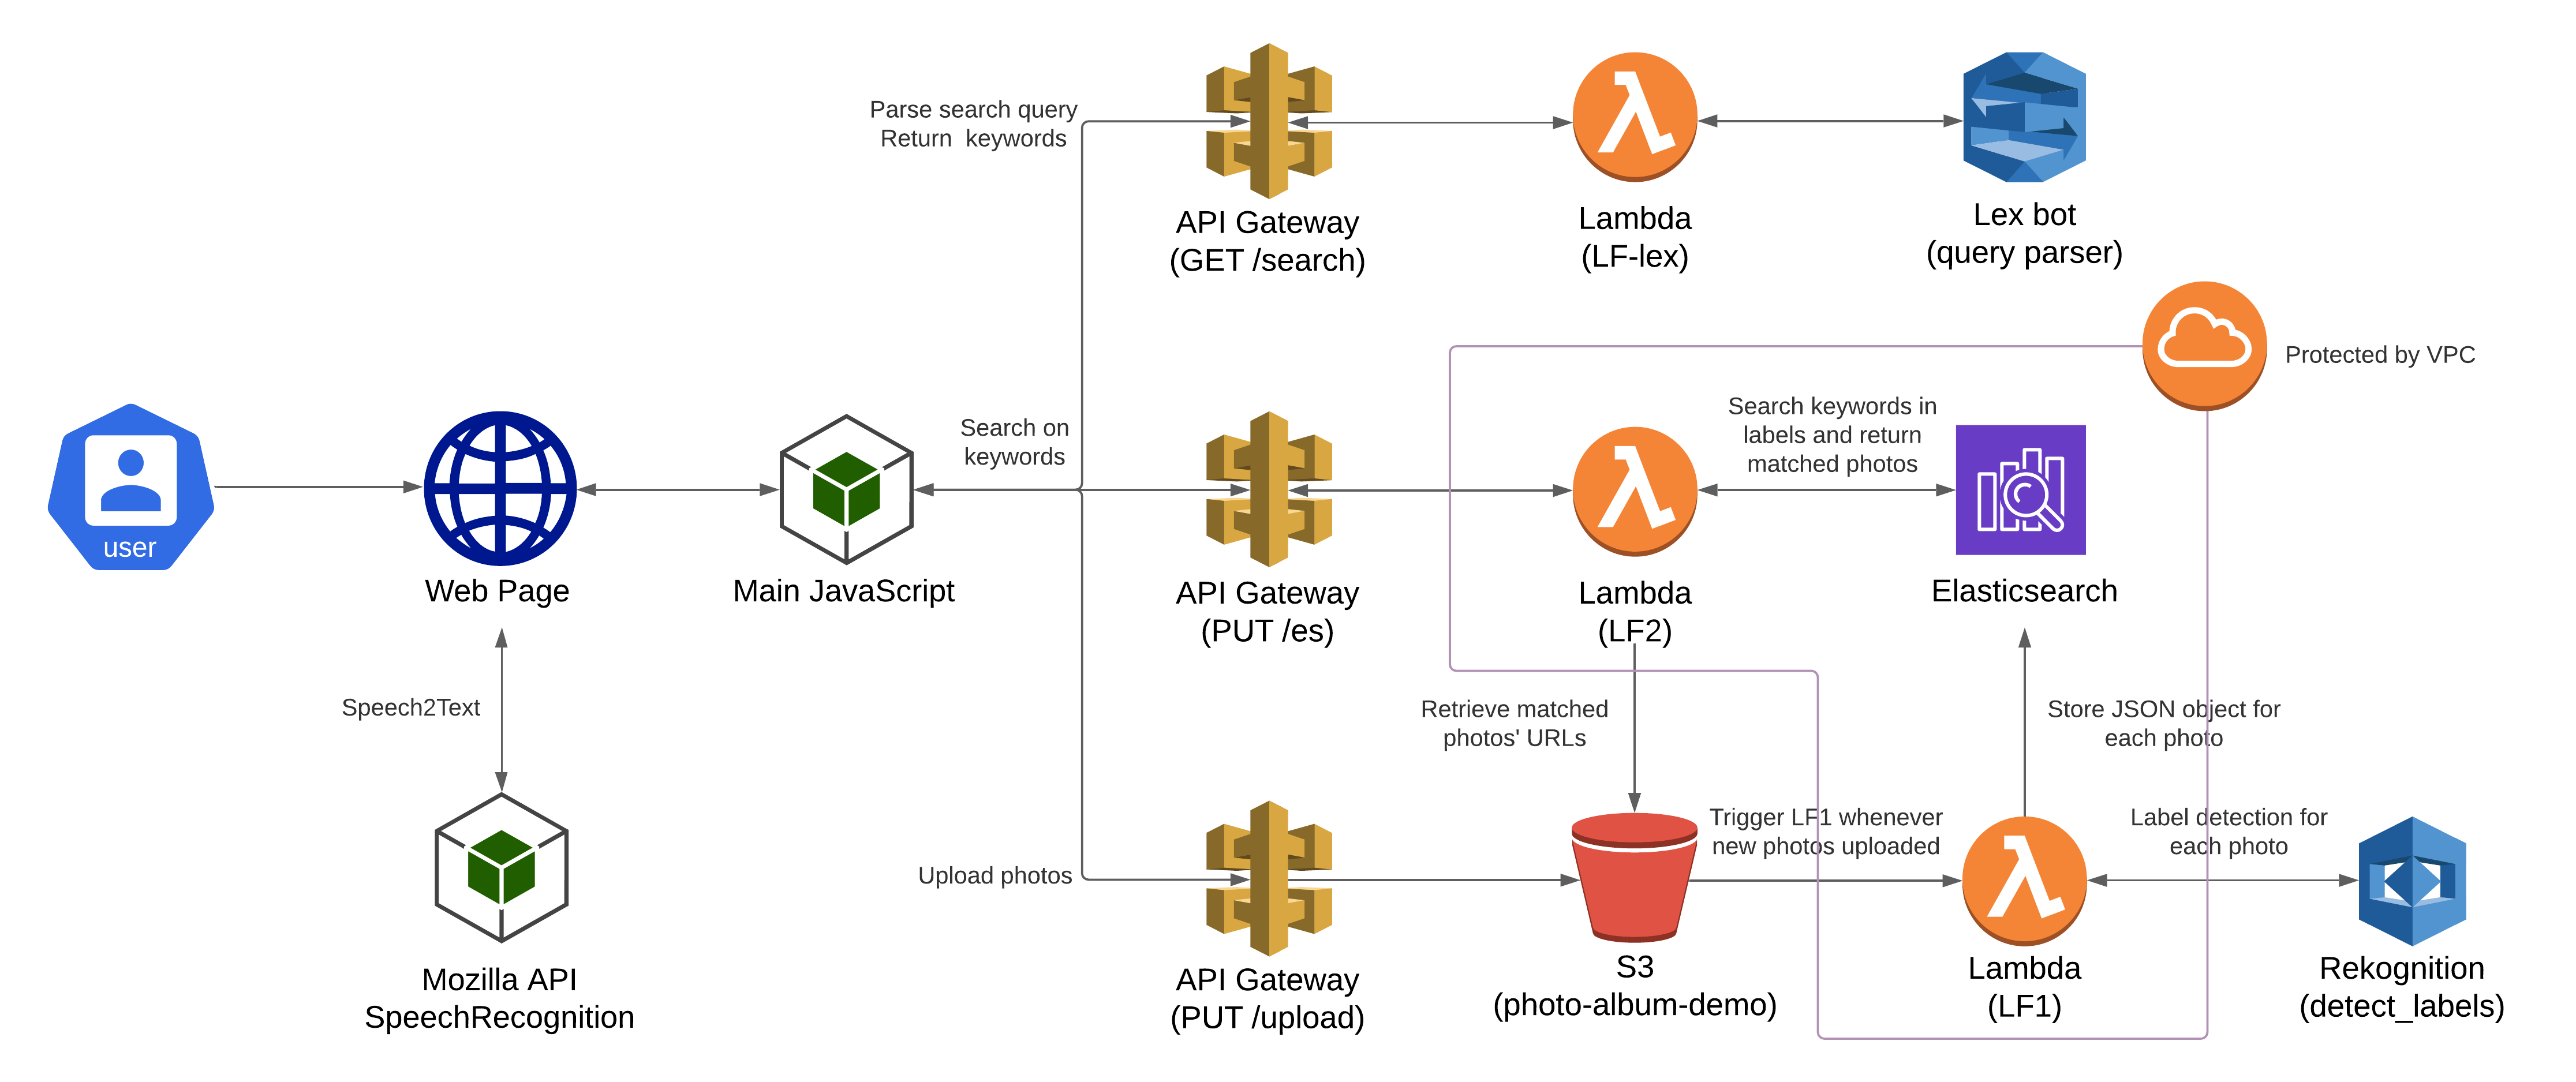 Parse search query
Return keywords
API Gateway
(GET /search)
Lambda
(LF-lex)
Lex bot
(query parser)
Protected by VPC
user
Web Page
Main JavaScript
Search on
keywords
API Gateway
(PUT /es)
Lambda
(LF2)
Search keywords in
labels and return
matched photos
Elasticsearch
Speech2Text
Mozilla API
SpeechRecognition
Retrieve matched
photos' URLs
Store JSON object for
each photo
Upload photos
API Gateway
(PUT /upload)
S3
(photo-album-demo)
Trigger LF1 whenever
new photos uploaded
Lambda
(LF1)
Label detection for
each photo
Rekognition
(detect_labels)